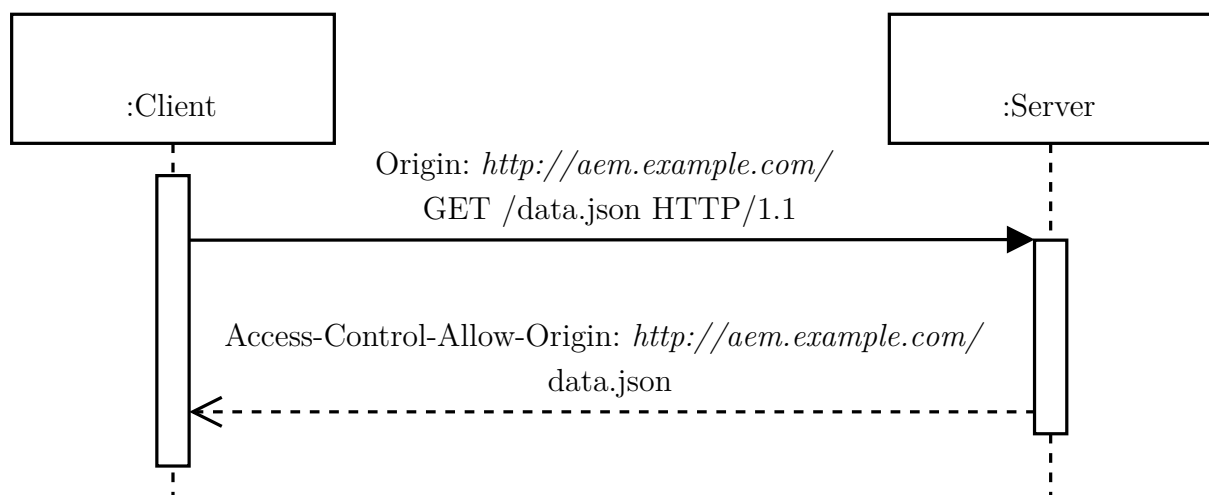 :Client
:Server
Origin: http://aem.example.com/
GET /data.json HTTP/1.1
Access-Control-Allow-Origin: http://aem.example.com/
data.json